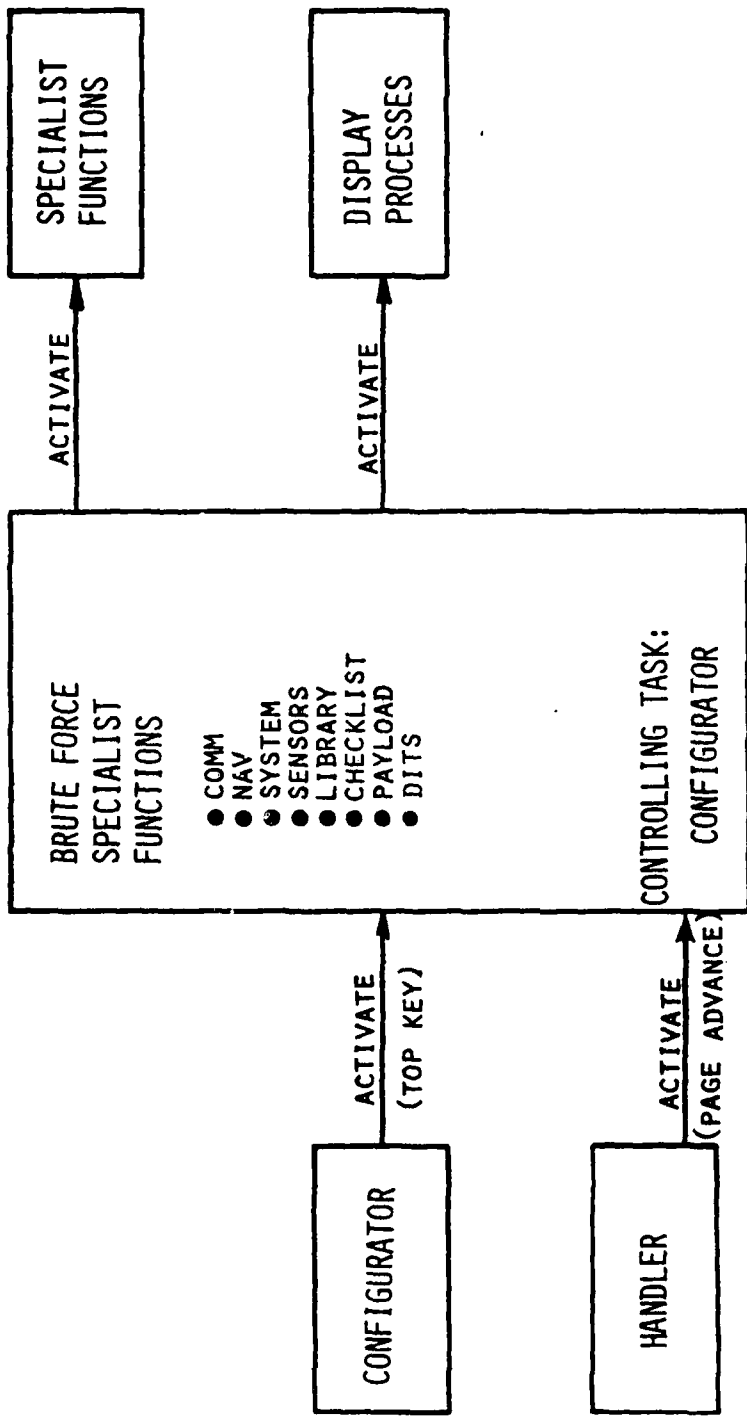 CONFIGURATOR
ACTIVATE
(TOP KEY)
HANDLER
ACTIVATE
(PAGE ADVANCE)
BRUTE FORCE
SPECIALIST
FUNCTIONS
● COMM
● NAV
● SYSTEM
● SENSORS
● LIBRARY
● CHECKLIST
● PAYLOAD
● DITS
CONTROLLING TASK:
CONFIGURATOR
ACTIVATE
SPECIALIST
FUNCTIONS
ACTIVATE
DISPLAY
PROCESSES